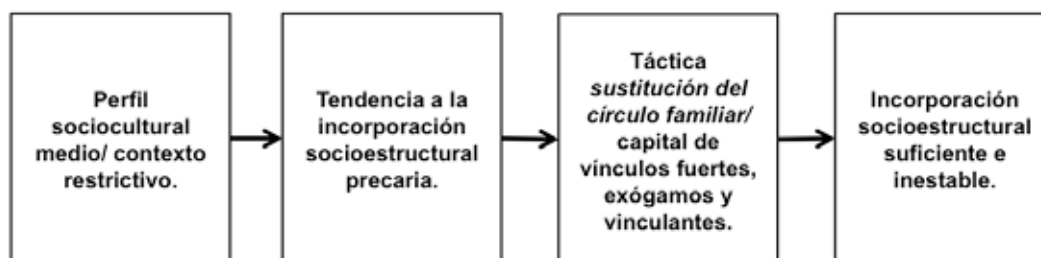 Perfil
sociocultural
medio/ contexto
restrictivo.
Tendencia a la
incorporación
socioestructural
precaria.
Táctica
sustitución del
círculo familiar/
capital de
vínculos fuertes,
exógamos y
vinculantes.
Incorporación
socioestructural
suficiente e
inestable.